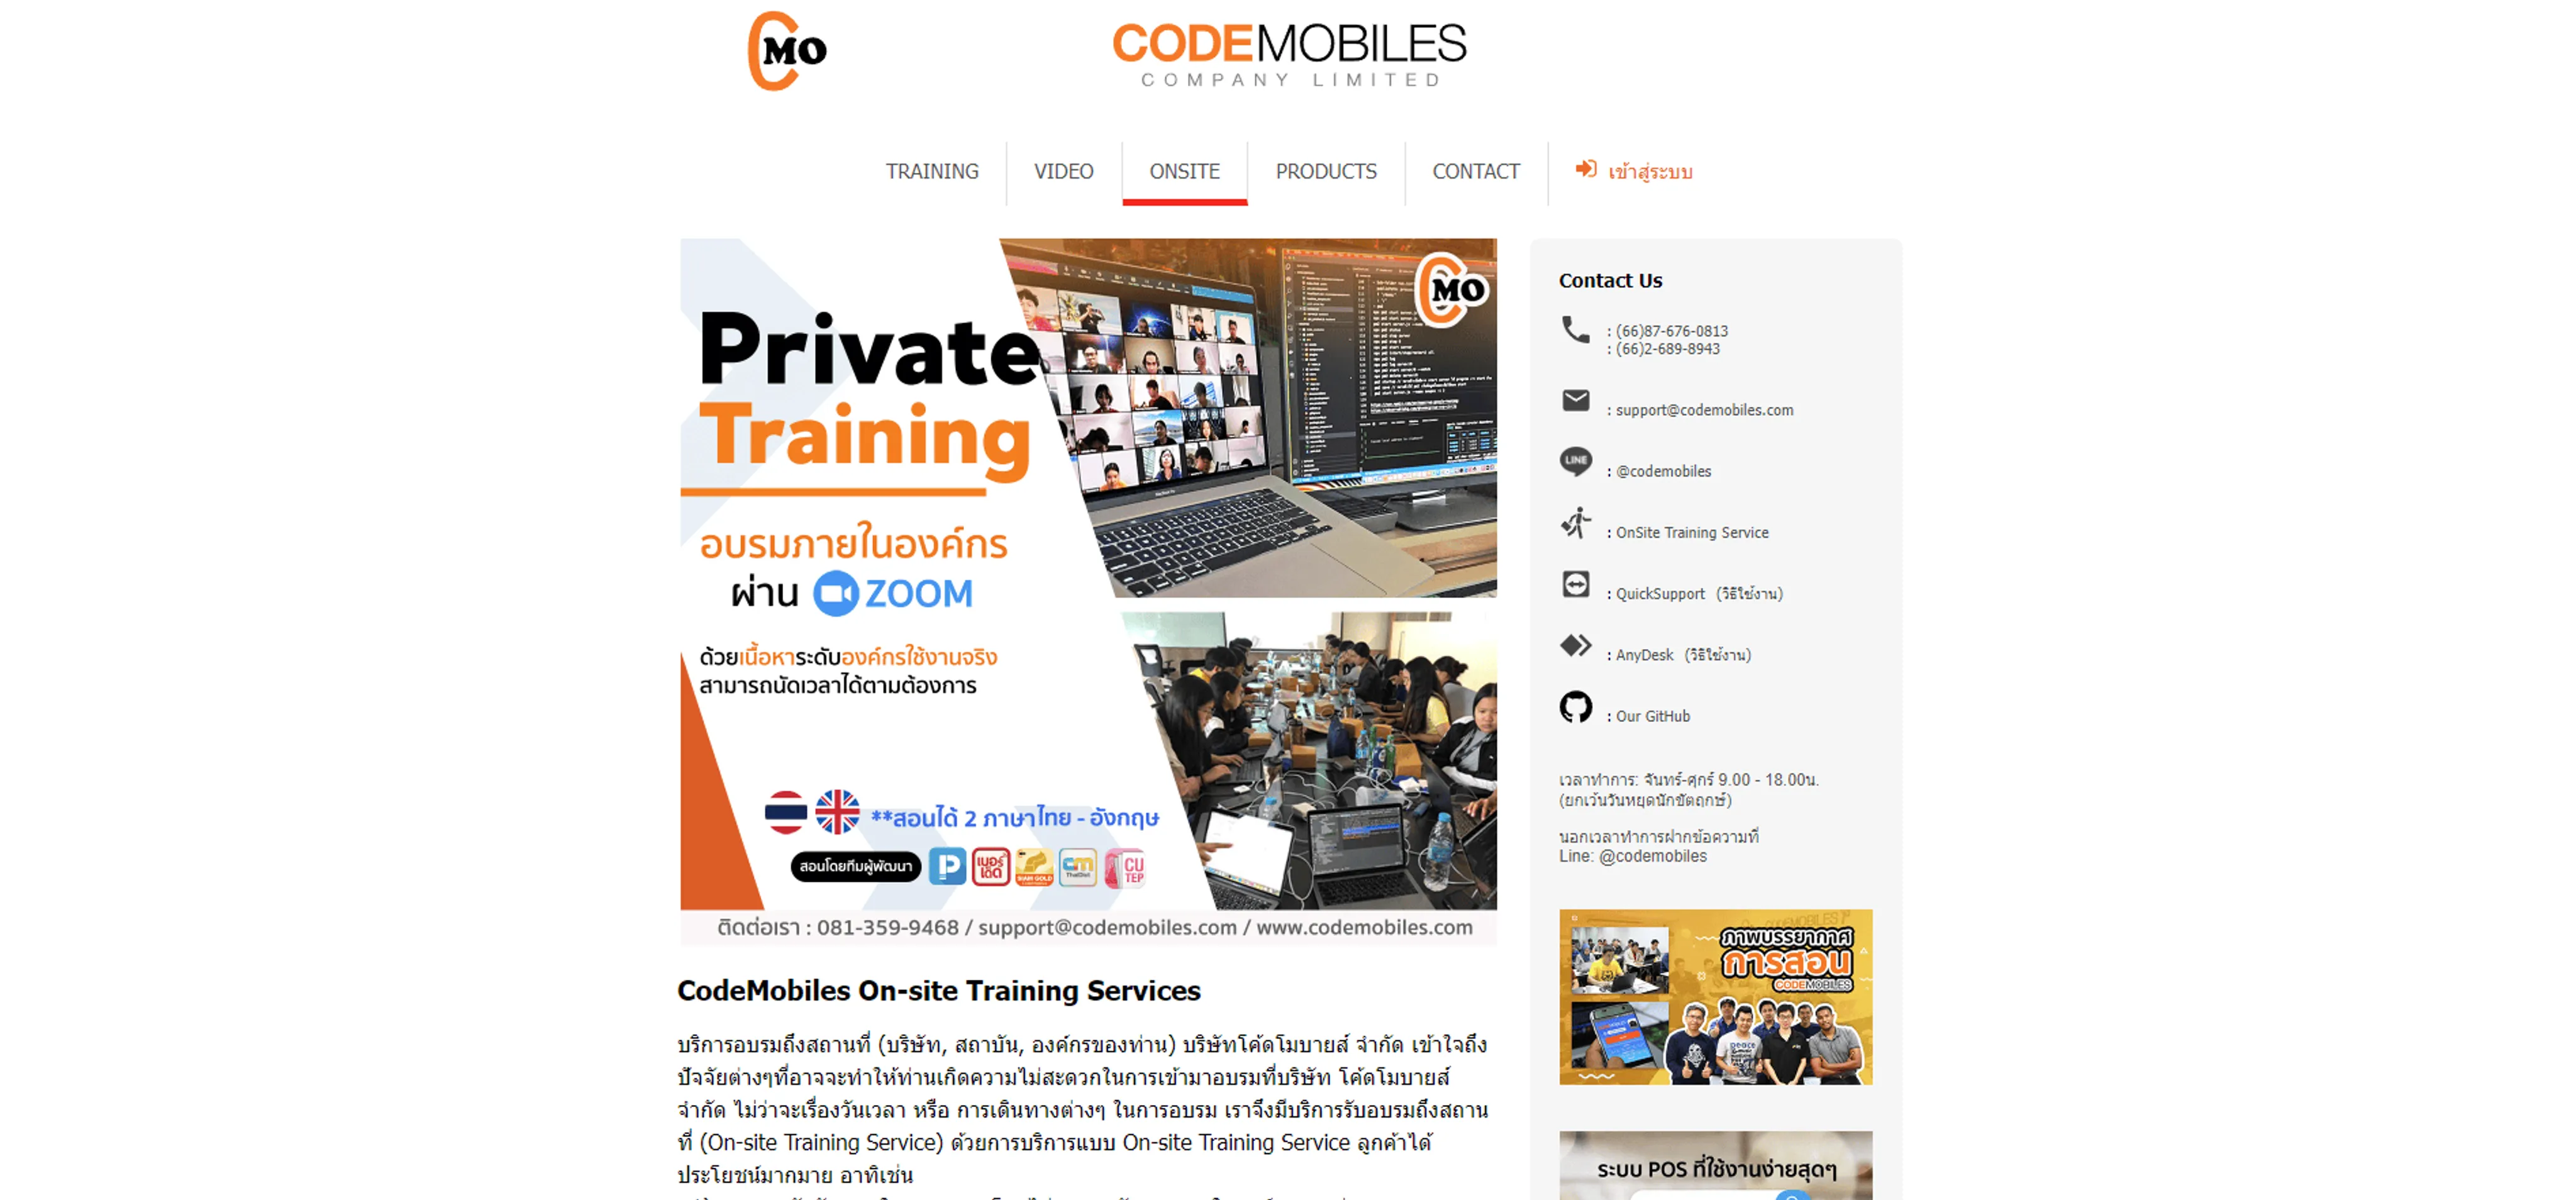 CMO
CODEMOBILES
COMPANY LIMITED
TRAINING
VIDEO
ONSITE
PRODUCTS
CONTACT
เข้าสู่ระบบ
CMO
Private
Training
อบรมภายในองค์กร
ผ่าน ZOOM
ด้วยเนื้อหาระดับองค์กรใช้งานจริง
สามารถนัดเวลาได้ตามต้องการ
**สอนได้ 2 ภาษาไทย - อังกฤษ
สอนโดยทีมผู้พัฒนา
P
เบอร์เด็ด
SIAM GOLD
cm
ThaiDiet
CU
TEP
ติดต่อเรา : 081-359-9468 / support@codemobiles.com / www.codemobiles.com
CodeMobiles On-site Training Services
บริการอบรมถึงสถานที่ (บริษัท, สถาบัน, องค์กรของท่าน) บริษัทโค้ดโมบายส์ จำกัด เข้าใจถึง
ปัจจัยต่างๆที่อาจจะทำให้ท่านเกิดความไม่สะดวกในการเข้ามาอบรมที่บริษัท โค้ดโมบายส์
จำกัด ไม่ว่าจะเรื่องวันเวลา หรือ การเดินทางต่างๆ ในการอบรม เราจึงมีบริการรับอบรมถึงสถาน
ที่ (On-site Training Service) ด้วยการบริการแบบ On-site Training Service ลูกค้าได้
ประโยชน์มากมาย อาทิเช่น
Contact Us
: (66)87-676-0813
: (66)2-689-8943
: support@codemobiles.com
LINE
: @codemobiles
: OnSite Training Service
: QuickSupport (วิธีใช้งาน)
: AnyDesk (วิธีใช้งาน)
: Our GitHub
เวลาทำการ: จันทร์-ศุกร์ 9.00 - 18.00น.
(ยกเว้นวันหยุดนักขัตฤกษ์)
นอกเวลาทำการฝากข้อความที่
Line: @codemobiles
ภาพบรรยากาศ
การสอน
CODEMOBILES
ระบบ POS ที่ใช้งานง่ายสุดๆ